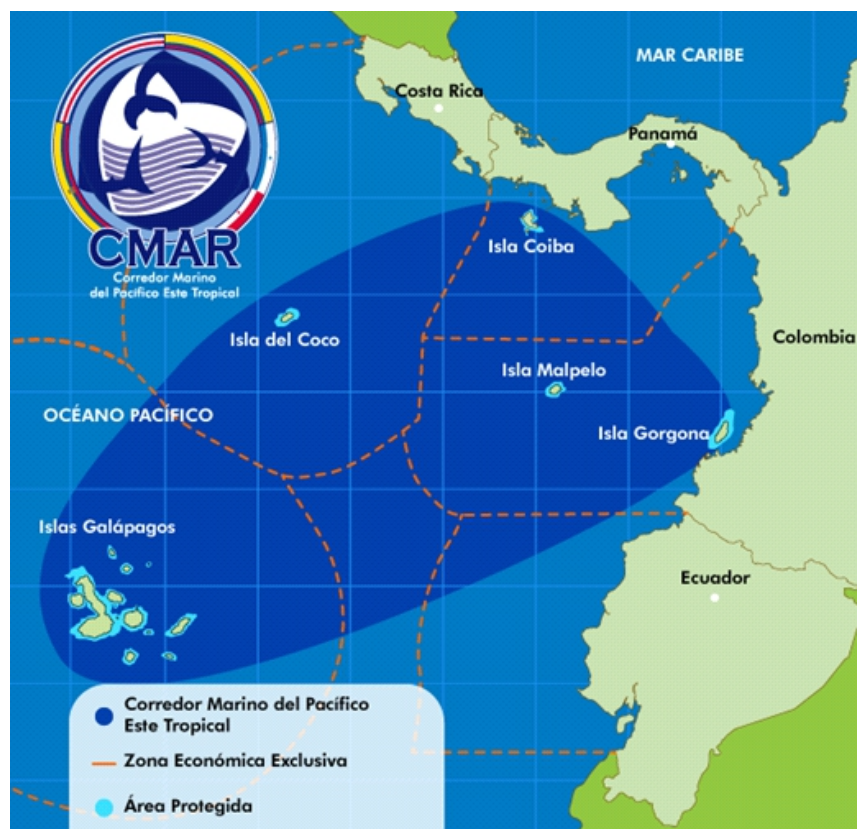 MAR CARIBE
Costa Rica
Panamá
CMAR
Corredor Marino
del Pacífico Este Tropical
Isla Coiba
Isla del Coco
Colombia
Isla Malpelo
OCÉANO PACÍFICO
Isla Gorgona
Islas Galápagos
Ecuador
Corredor Marino del Pacífico
Este Tropical
Zona Económica Exclusiva
Área Protegida